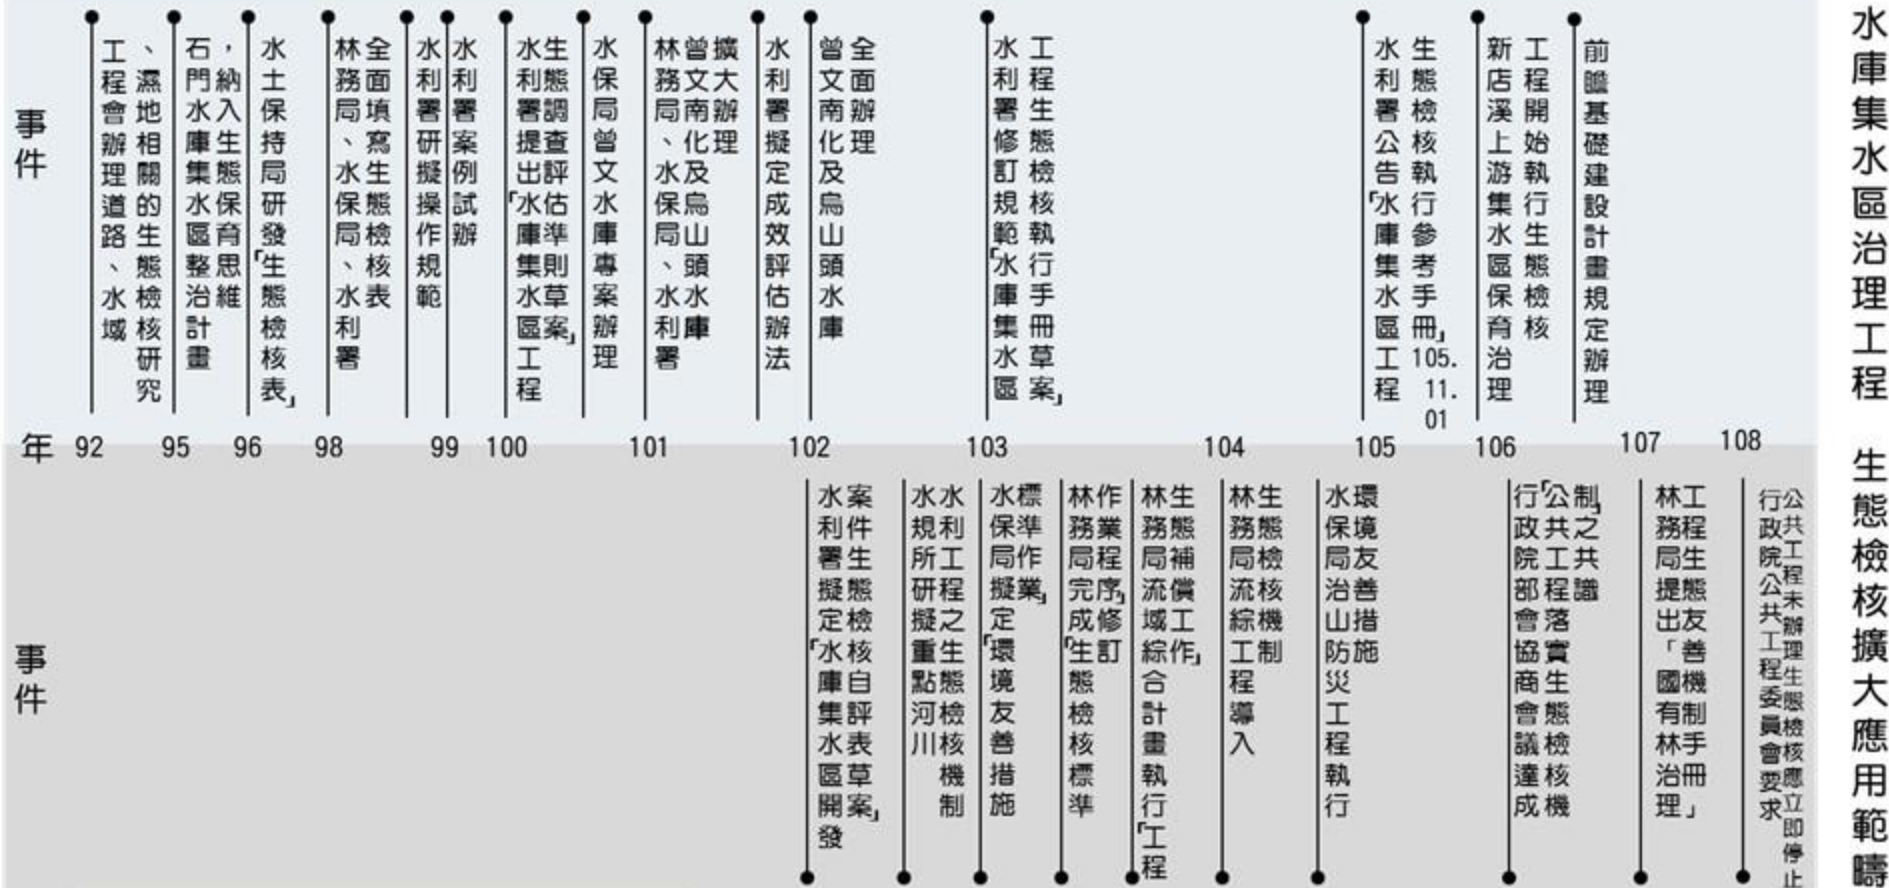 事件
工程會辦理道路、水域
、濕地相關的生態檢核研究
石門水庫集水區整治計畫
，納入生態保育思維
水土保持局研發「生態檢核表」
林務局、水保局、水利署
全面填寫生態檢核表
水利署研擬操作規範
水利署案例試辦
水利署提出「水庫集水區工程
生態調查評估準則草案」
水保局曾文水庫專案辦理
林務局、水保局、水利署
曾文南化及烏山頭水庫
擴大辦理
水利署擬定成效評估辦法
曾文南化及烏山頭水庫
全面辦理
水利署修訂規範「水庫集水區
工程生態檢核執行手冊草案」
水利署公告「水庫集水區工程
生態檢核執行參考手冊」105.11.01
新店溪上游集水區保育治理
工程開始執行生態檢核
前瞻基礎建設計畫規定辦理
水庫集水區治理工程
年 92 95 96 98 99 100 101 102 103 104 105 106 107 108
事件
水利署擬定「水庫集水區開發
案件生態檢核自評表草案」
水規所研擬重點河川
水利工程之生態檢核機制
水保局擬定「環境友善措施
標準作業」
林務局完成「生態檢核標準
作業程序」修訂
林務局流域綜合計畫執行「工程
生態補償工作」
林務局流綜工程導入
生態檢核機制
水保局治山防災工程執行
環境友善措施
行政院部會協商會議達成
「公共工程落實生態檢核機
制」之共識
林務局提出「國有林治理
工程生態友善機制手冊」
行政院公共工程委員會要求
公共工程未辦理生態檢核應立即停止
生態檢核擴大應用範疇